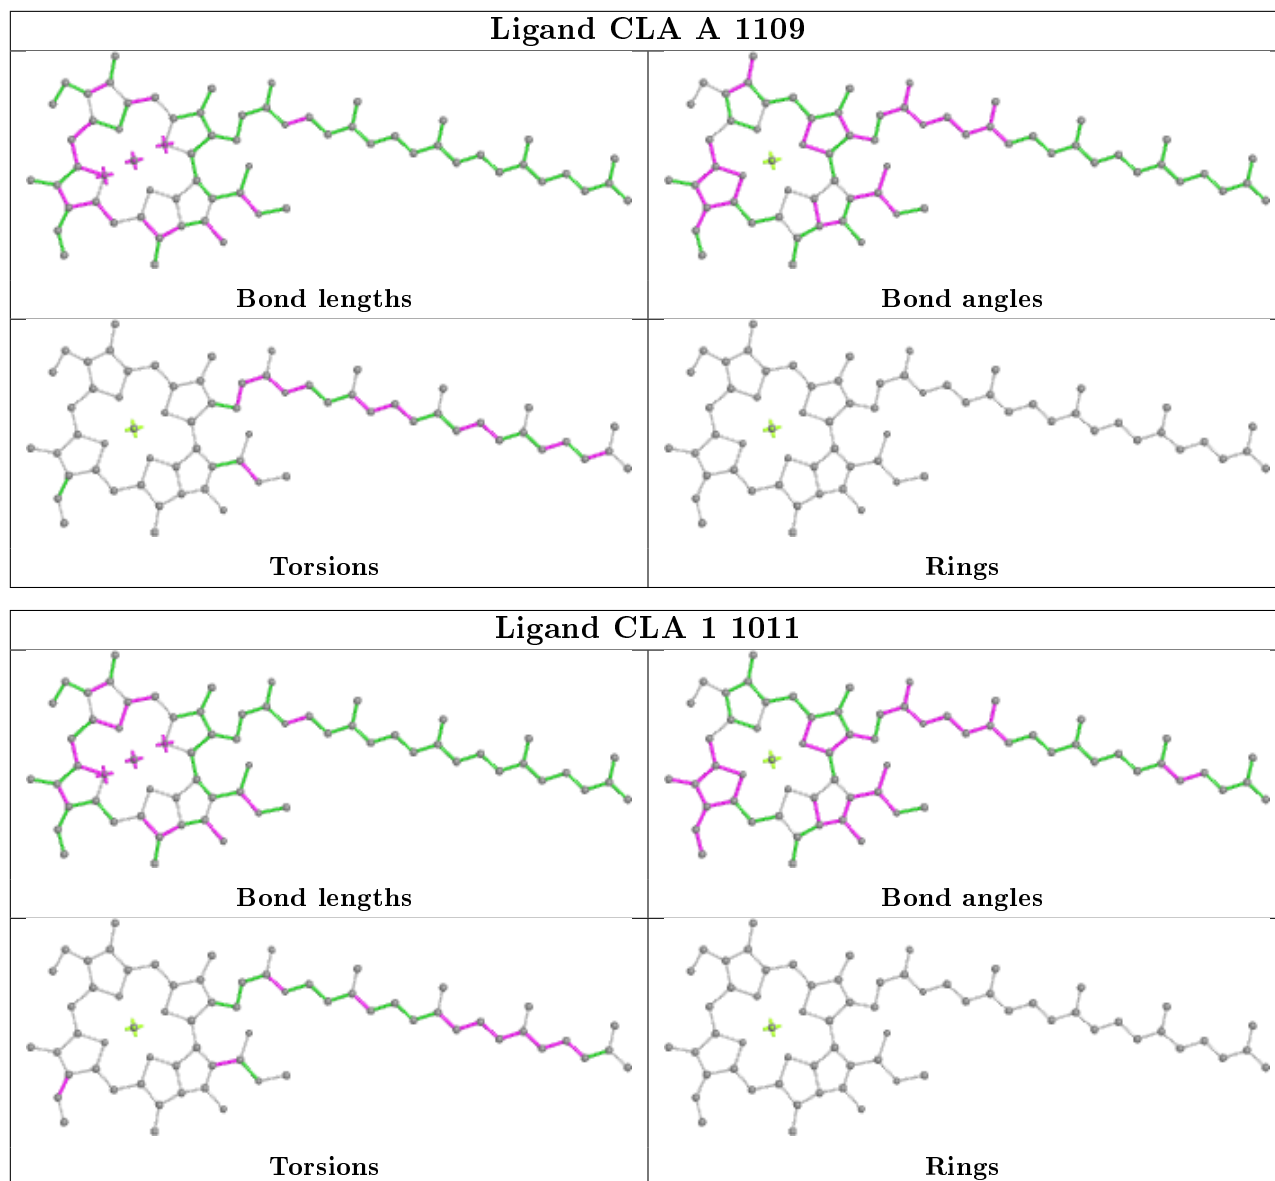 Ligand CLA A 1109
Bond lengths
Bond angles
Torsions
Rings
Ligand CLA 1 1011
Bond lengths
Bond angles
Torsions
Rings